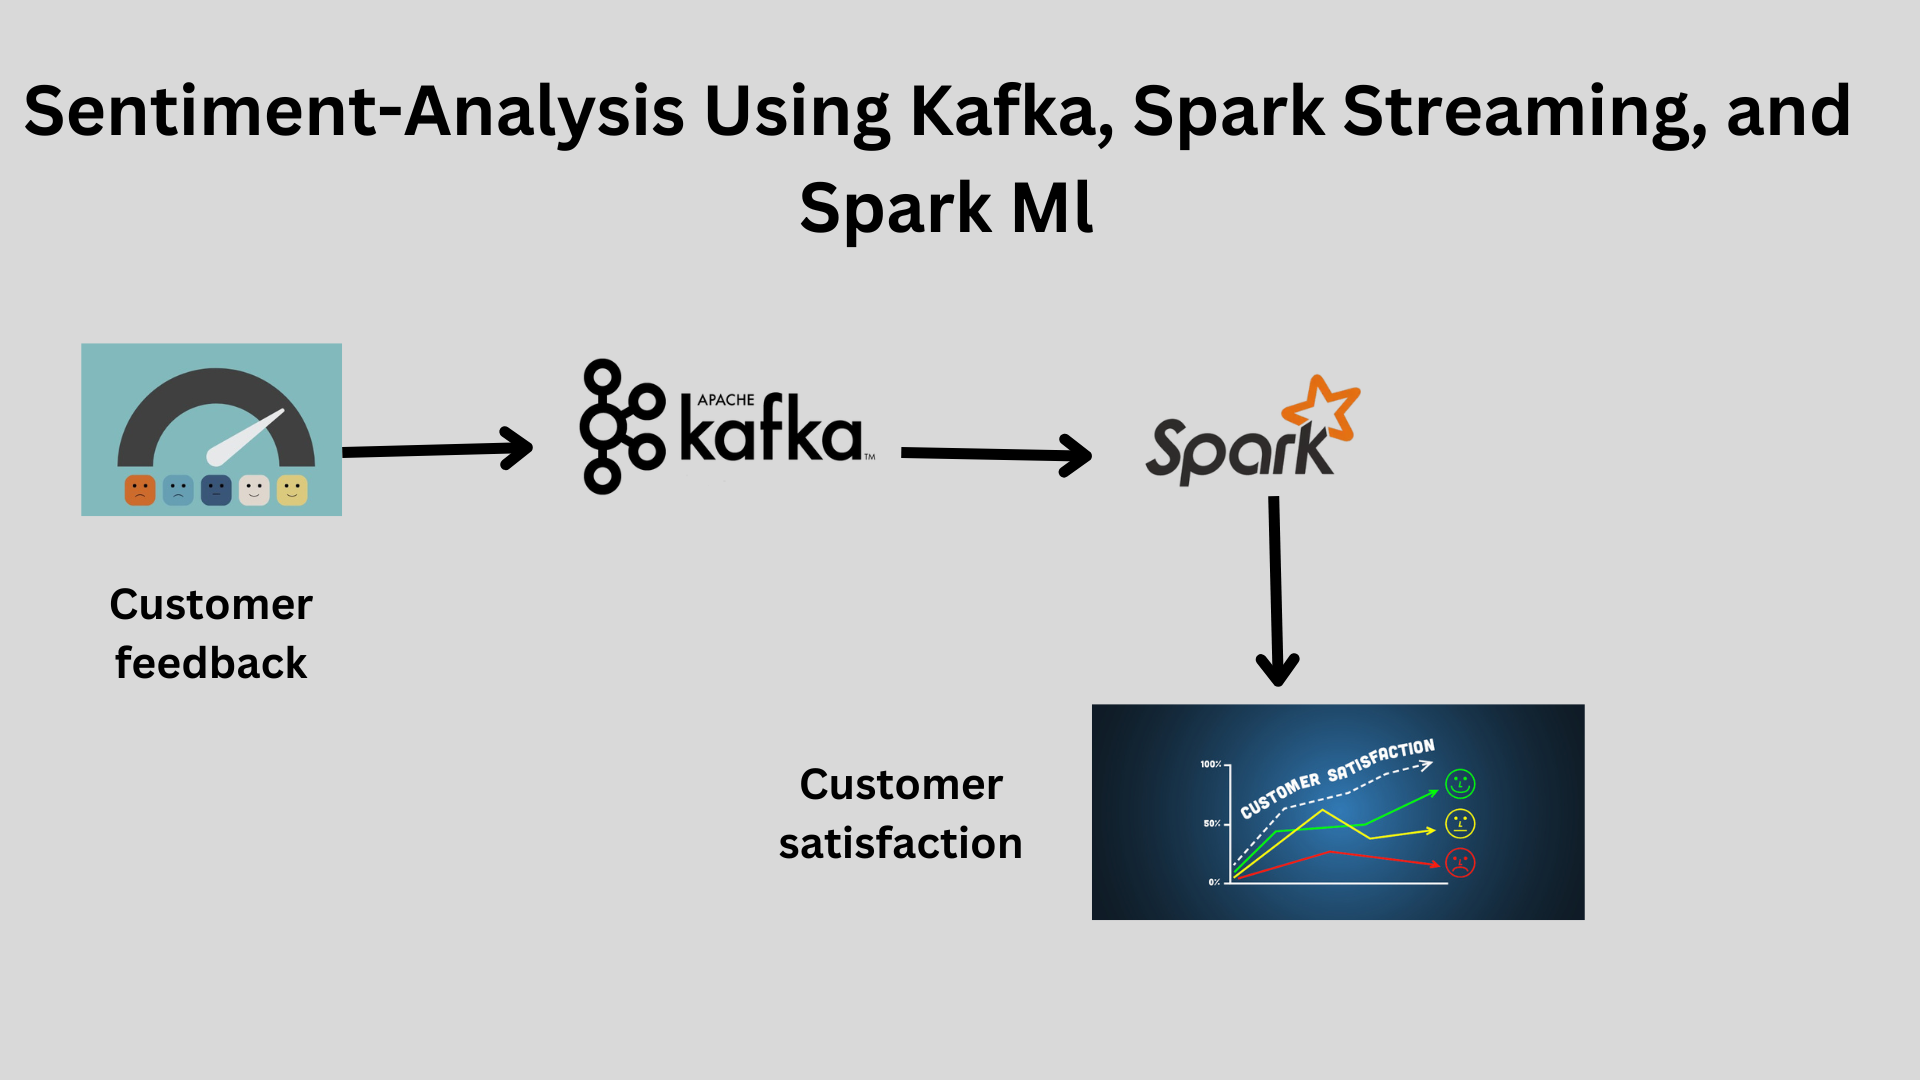 Sentiment-Analysis Using Kafka, Spark Streaming, and
Spark Ml
APACHE
kafka
TM
Spark
Customer
feedback
Customer
satisfaction
CUSTOMER SATISFACTION
100%
50%
0%